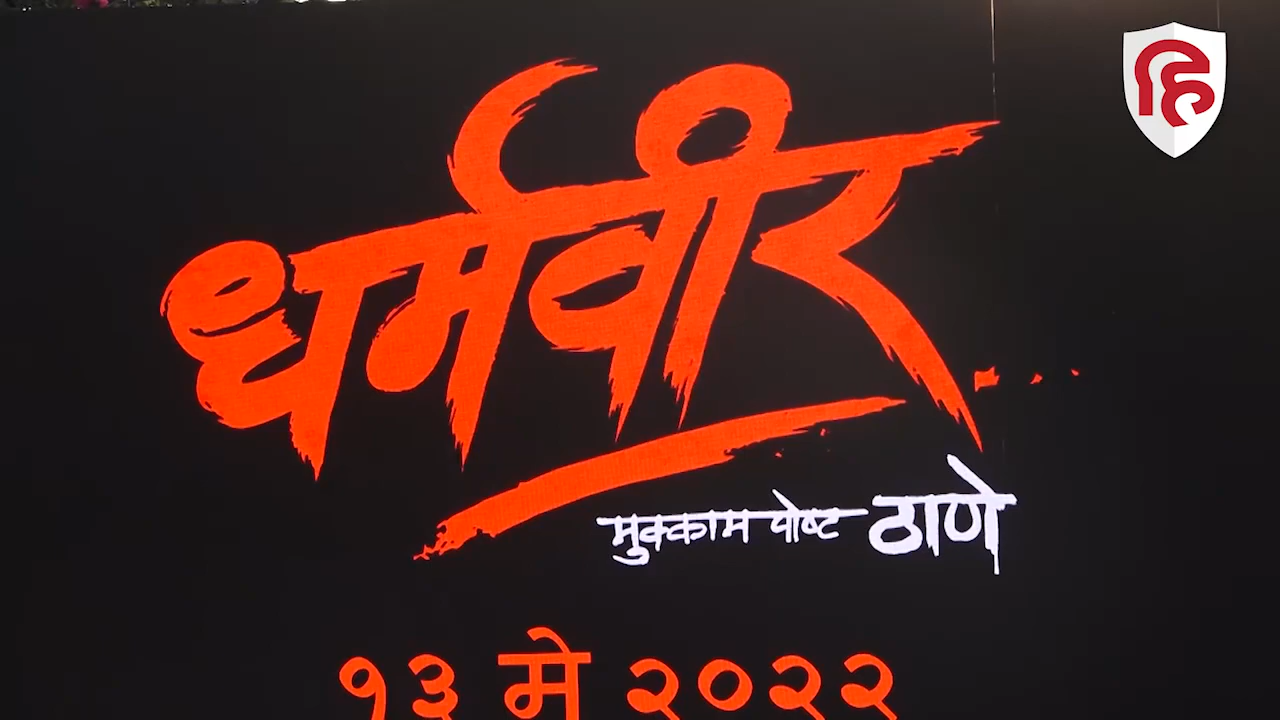 धर्मवीर....
मुक्काम पोष्ट ठाणे
१३ मे २०२२
हि